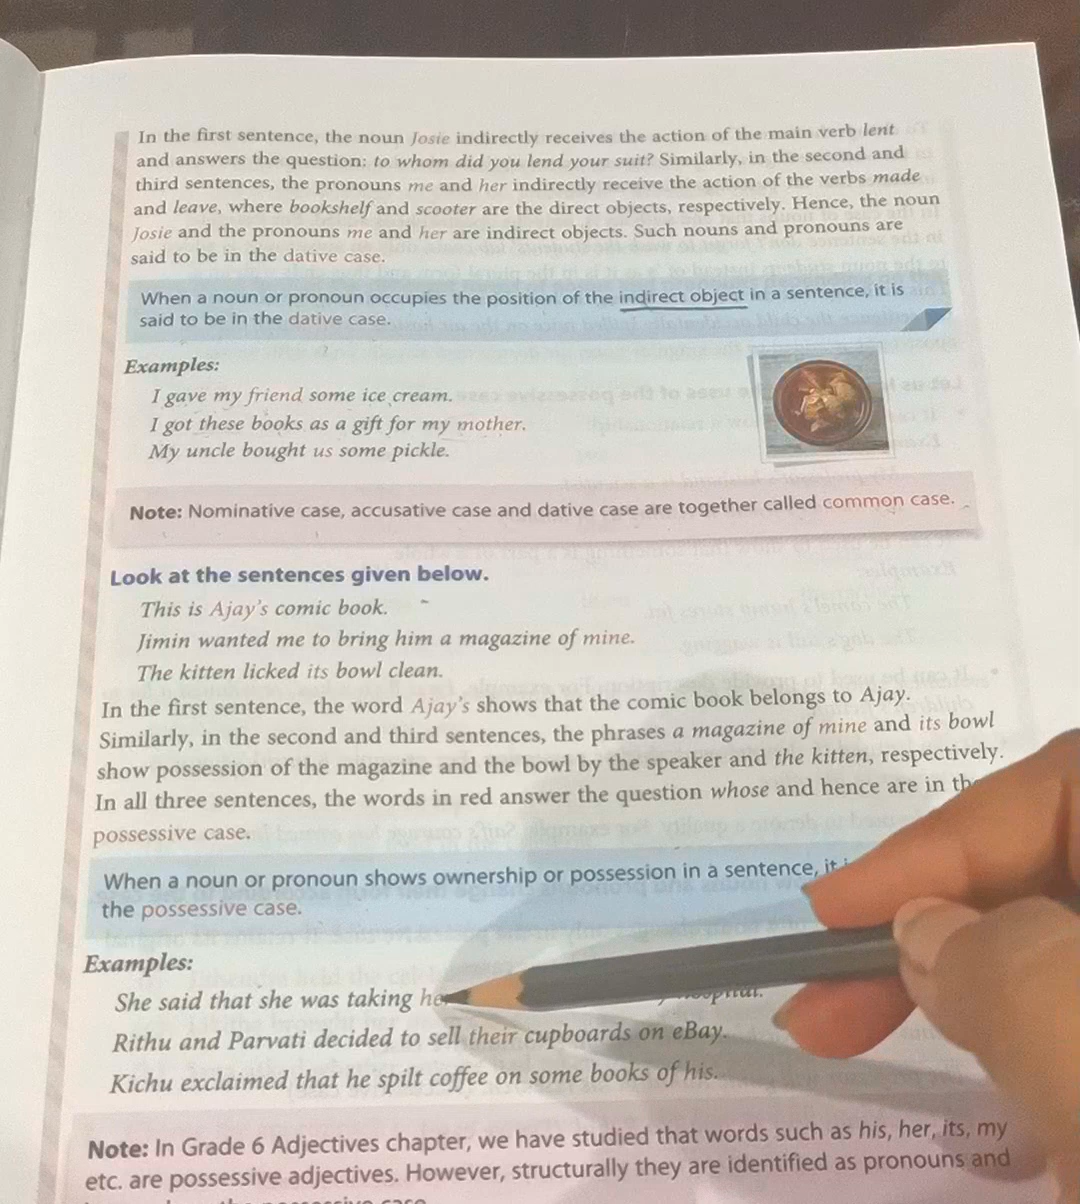 In the first sentence, the noun Josie indirectly receives the action of the main verb lent
and answers the question: to whom did you lend your suit? Similarly, in the second and
third sentences, the pronouns me and her indirectly receive the action of the verbs made
and leave, where bookshelf and scooter are the direct objects, respectively. Hence, the noun
Josie and the pronouns me and her are indirect objects. Such nouns and pronouns are
said to be in the dative case.
When a noun or pronoun occupies the position of the indirect object in a sentence, it is
said to be in the dative case.
Examples:
I gave my friend some ice cream.
I got these books as a gift for my mother.
My uncle bought us some pickle.
Note: Nominative case, accusative case and dative case are together called common case.
Look at the sentences given below.
This is Ajay's comic book.
Jimin wanted me to bring him a magazine of mine.
The kitten licked its bowl clean.
In the first sentence, the word Ajay's shows that the comic book belongs to Ajay.
Similarly, in the second and third sentences, the phrases a magazine of mine and its bowl
show possession of the magazine and the bowl by the speaker and the kitten, respectively.
In all three sentences, the words in red answer the question whose and hence are in
possessive case.
When a noun or pronoun shows ownership or possession in a sentence, it
the possessive case.
Examples:
She said that she was taking
Rithu and Parvati decided to sell their cupboards on eBay.
Kichu exclaimed that he spilt coffee on some books of his.
Note: In Grade 6 Adjectives chapter, we have studied that words such as his, her, its, my
etc. are possessive adjectives. However, structurally they are identified as pronouns and